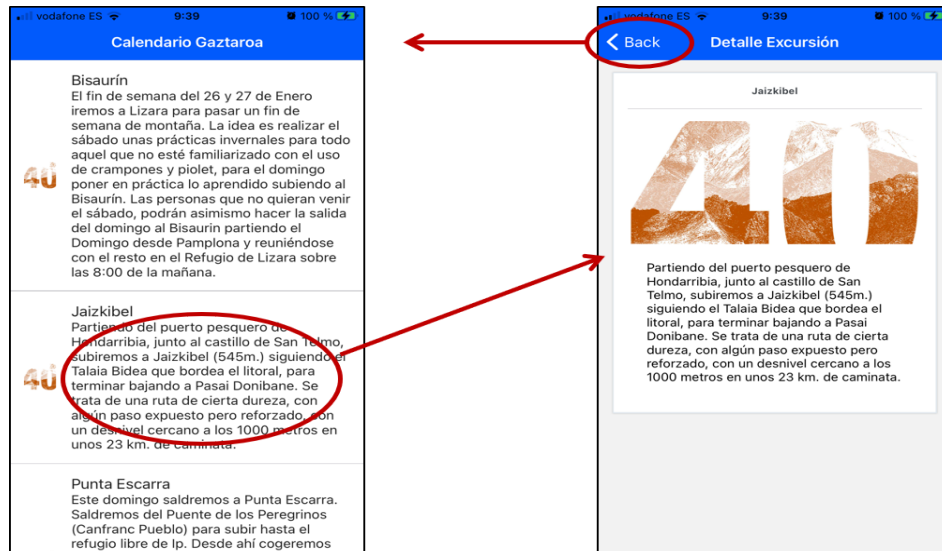 vodafone ES 9:39 100 %
Calendario Gaztaroa
Bisaurín
El fin de semana del 26 y 27 de Enero
iremos a Lizara para pasar un fin de
semana de montaña. La idea es realizar el
sábado unas prácticas invernales para todo
aquel que no esté familiarizado con el uso
de crampones y piolet, para el domingo
poner en práctica lo aprendido subiendo al
Bisaurín. Las personas que no quieran venir
el sábado, podrán asimismo hacer la salida
del domingo al Bisaurin partiendo el
Domingo desde Pamplona y reuniéndose
con el resto en el Refugio de Lizara sobre
las 8:00 de la mañana.
40
Jaizkibel
Partiendo del puerto pesquero de
Hondarribia, junto al castillo de San Telmo,
subiremos a Jaizkibel (545m.) siguiendo el
Talaia Bidea que bordea el litoral, para
terminar bajando a Pasai Donibane. Se
trata de una ruta de cierta dureza, con
algún paso expuesto pero reforzado, con
un desnivel cercano a los 1000 metros en
unos 23 km. de caminata.
40
Punta Escarra
Este domingo saldremos a Punta Escarra.
Saldremos del Puente de los Peregrinos
(Canfranc Pueblo) para subir hasta el
refugio libre de Ip. Desde ahí cogeremos
vodafone ES 9:39 100 %
Back Detalle Excursión
Jaizkibel
40
Partiendo del puerto pesquero de
Hondarribia, junto al castillo de San
Telmo, subiremos a Jaizkibel (545m.)
siguiendo el Talaia Bidea que bordea el
litoral, para terminar bajando a Pasai
Donibane. Se trata de una ruta de cierta
dureza, con algún paso expuesto pero
reforzado, con un desnivel cercano a los
1000 metros en unos 23 km. de caminata.